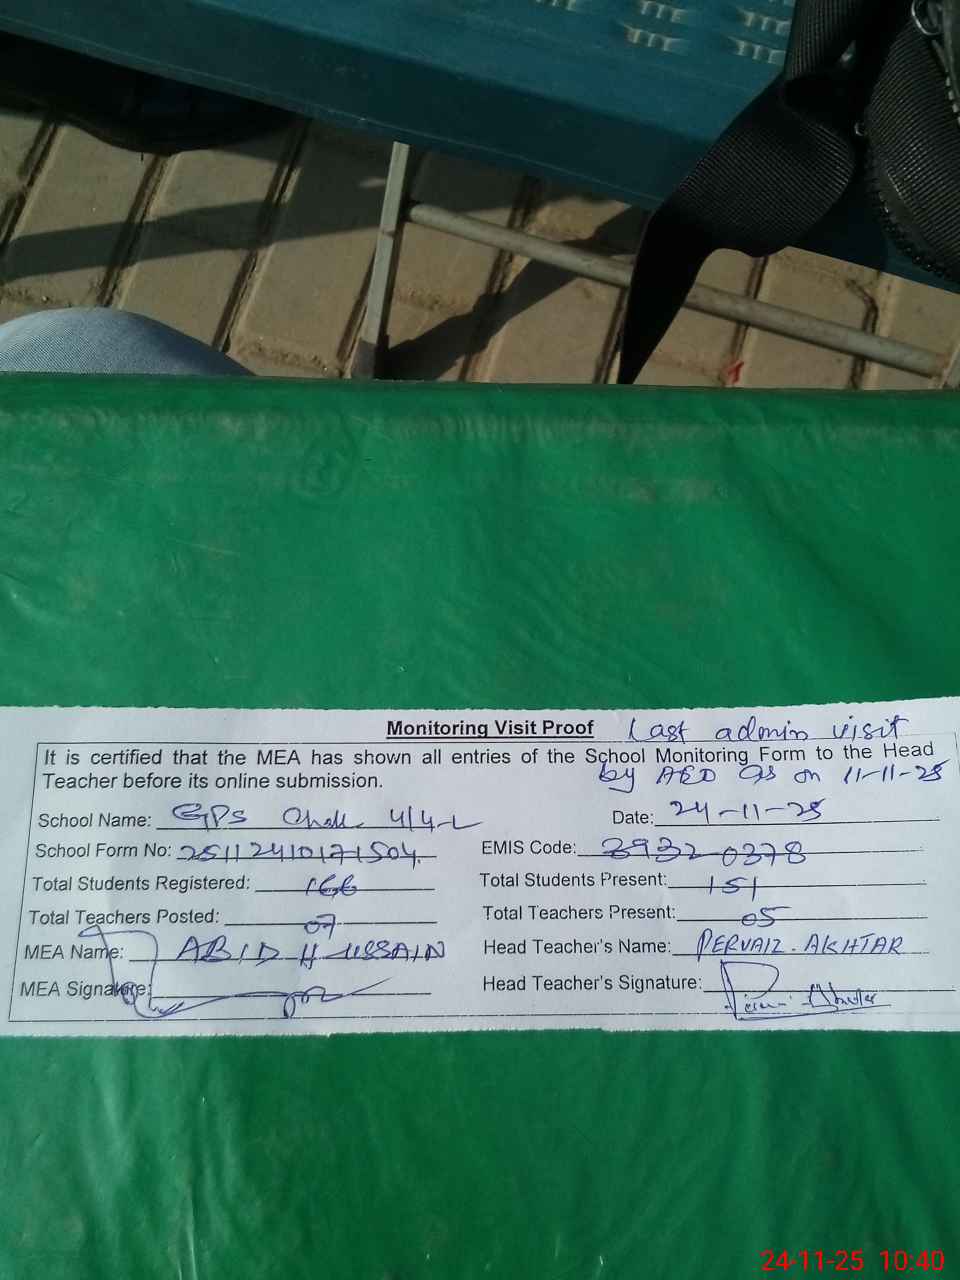 Monitoring Visit Proof Last admin visit
It is certified that the MEA has shown all entries of the School Monitoring Form to the Head
by AEO as on 11-11-25
Teacher before its online submission.
School Name: GPS Chak 4/4-L Date: 24-11-25
School Form No: 25112410171504 EMIS Code: 39320378
Total Students Registered: 166 Total Students Present: 151
Total Teachers Posted: 07 Total Teachers Present: 05
MEA Name: ABID HUSSAIN Head Teacher's Name: PERVAIZ. AKHTAR
MEA Signature: Head Teacher's Signature:
24-11-25 10:40